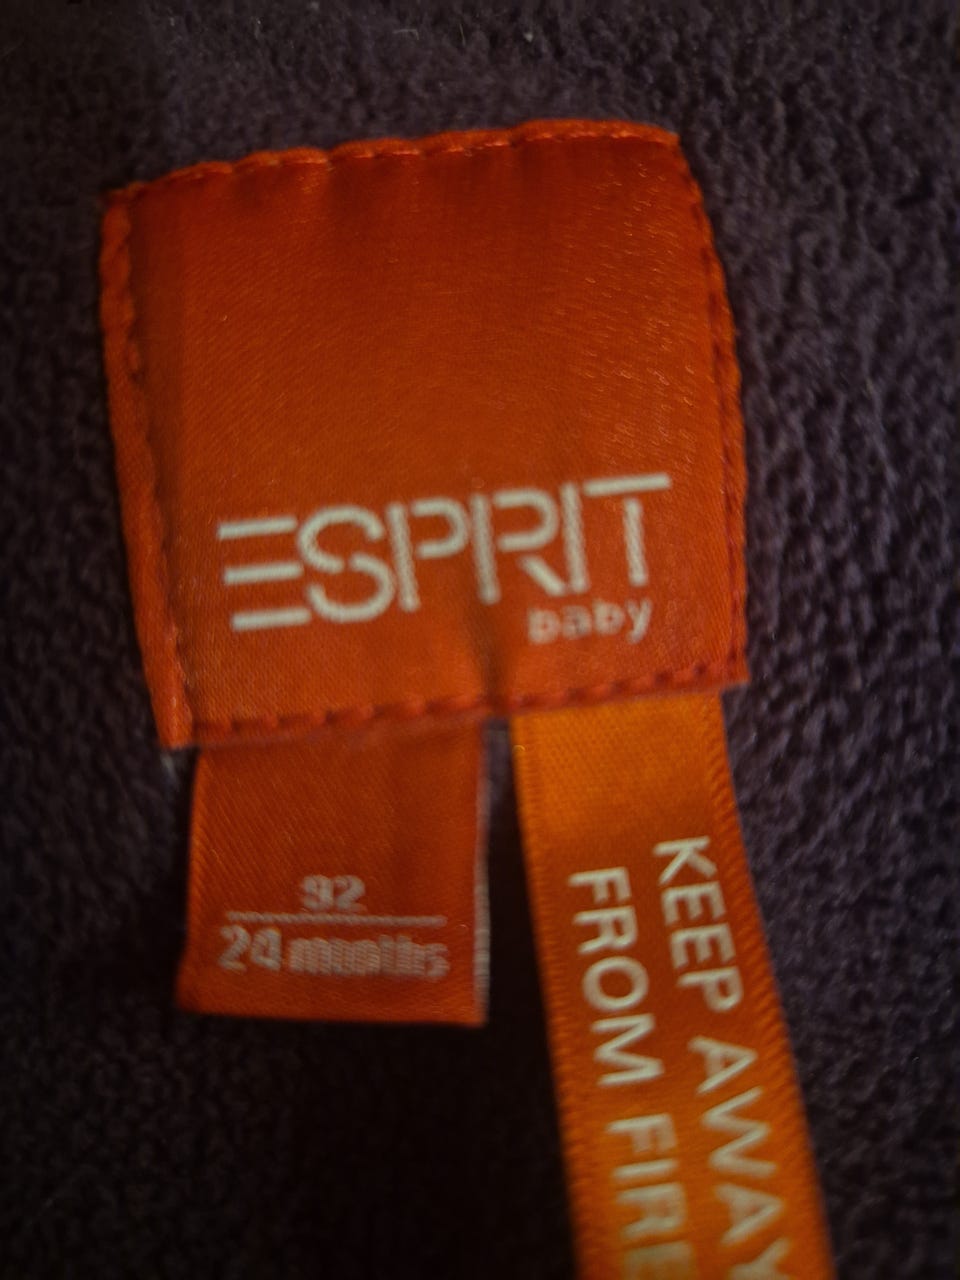 ESPRIT
baby
92
24 months
KEEP AWAY
FROM FIRE